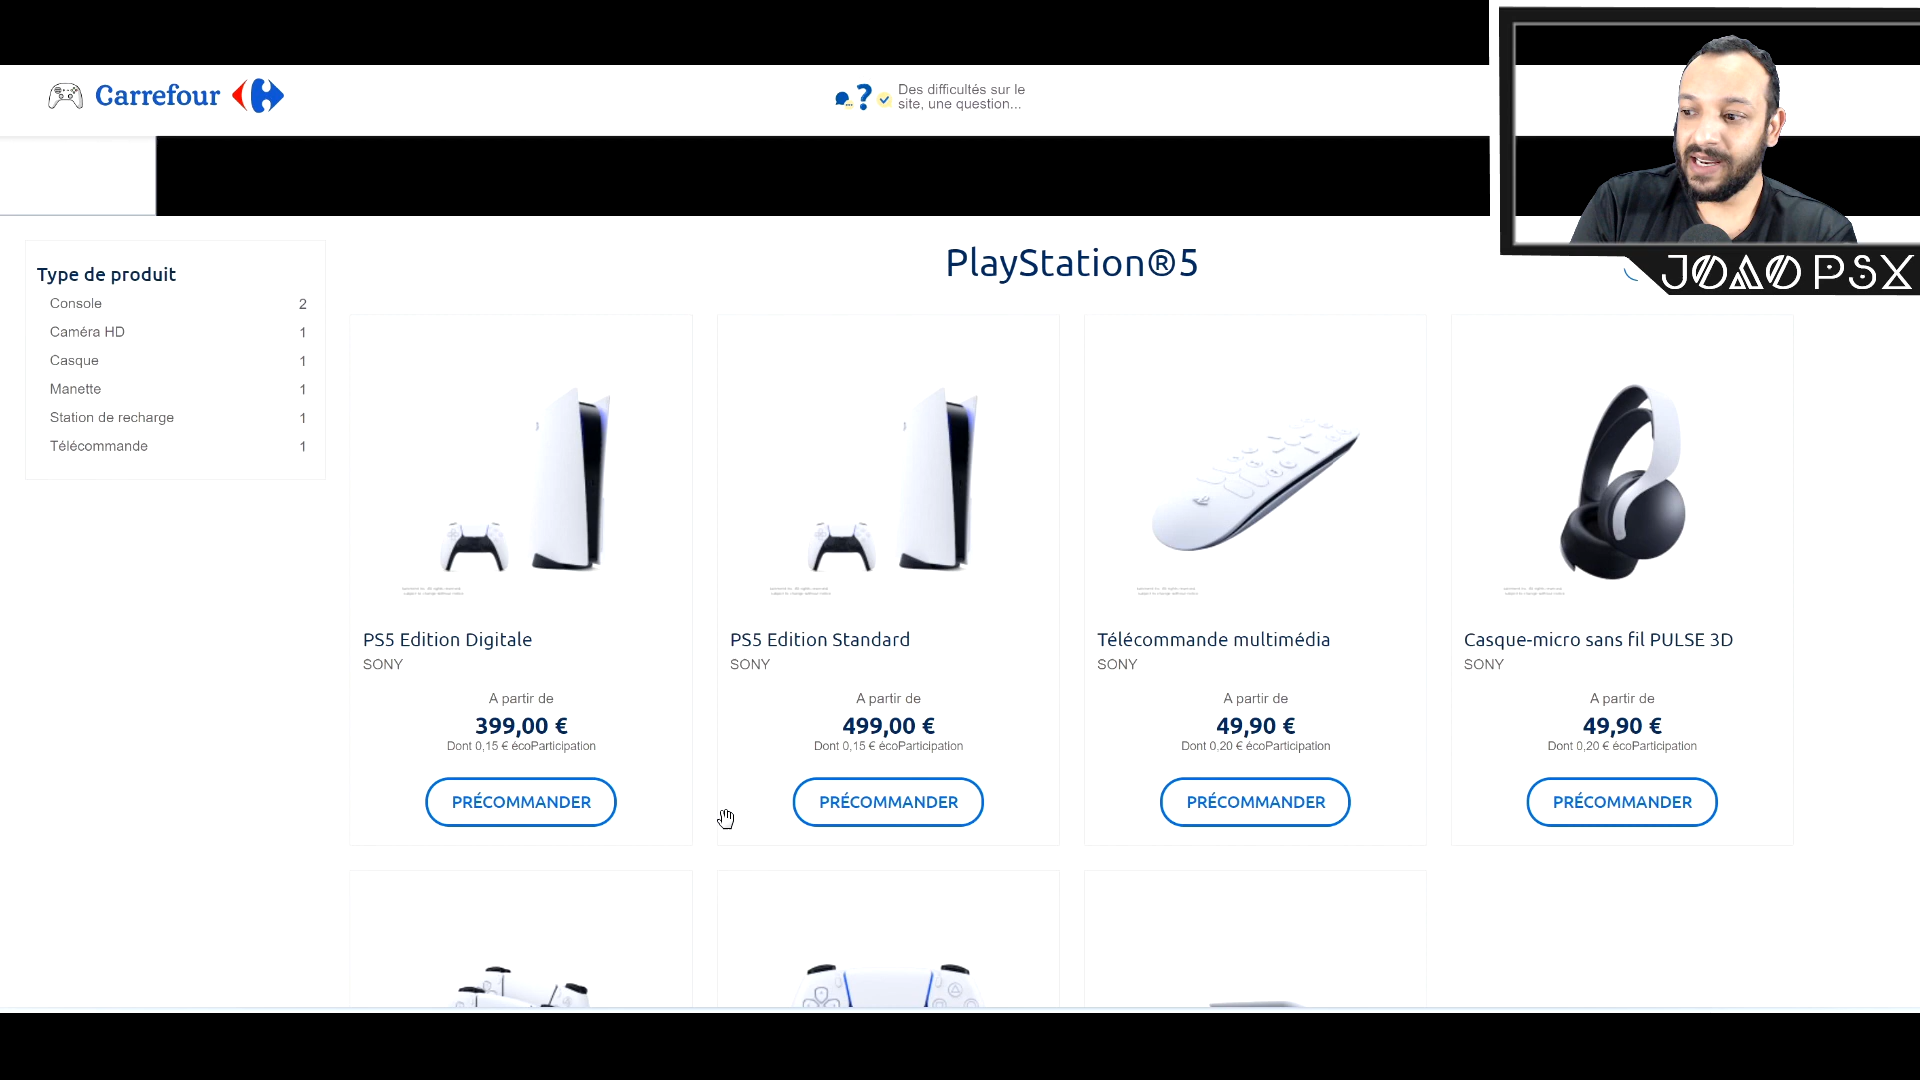 Carrefour
Des difficultés sur le
site, une question...
JOAO PSX
Type de produit
Console 2
Caméra HD 1
Casque 1
Manette 1
Station de recharge 1
Télécommande 1
PlayStation®5
PS5 Edition Digitale
SONY
A partir de
399,00 €
Dont 0,15 € écoParticipation
PRÉCOMMANDER
PS5 Edition Standard
SONY
A partir de
499,00 €
Dont 0,15 € écoParticipation
PRÉCOMMANDER
Télécommande multimédia
SONY
A partir de
49,90 €
Dont 0,20 € écoParticipation
PRÉCOMMANDER
Casque-micro sans fil PULSE 3D
SONY
A partir de
49,90 €
Dont 0,20 € écoParticipation
PRÉCOMMANDER